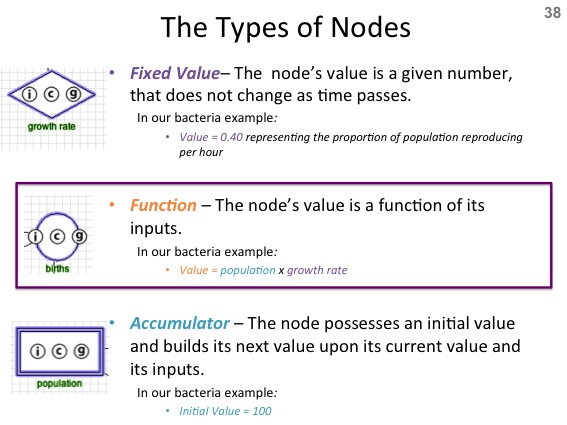 38
The Types of Nodes
i c g
growth rate
• Fixed Value– The node's value is a given number,
that does not change as time passes.
In our bacteria example:
• Value = 0.40 representing the proportion of population reproducing
per hour
i c g
births
• Function – The node's value is a function of its
inputs.
In our bacteria example:
• Value = population x growth rate
i c g
population
• Accumulator – The node possesses an initial value
and builds its next value upon its current value and
its inputs.
In our bacteria example:
• Initial Value = 100